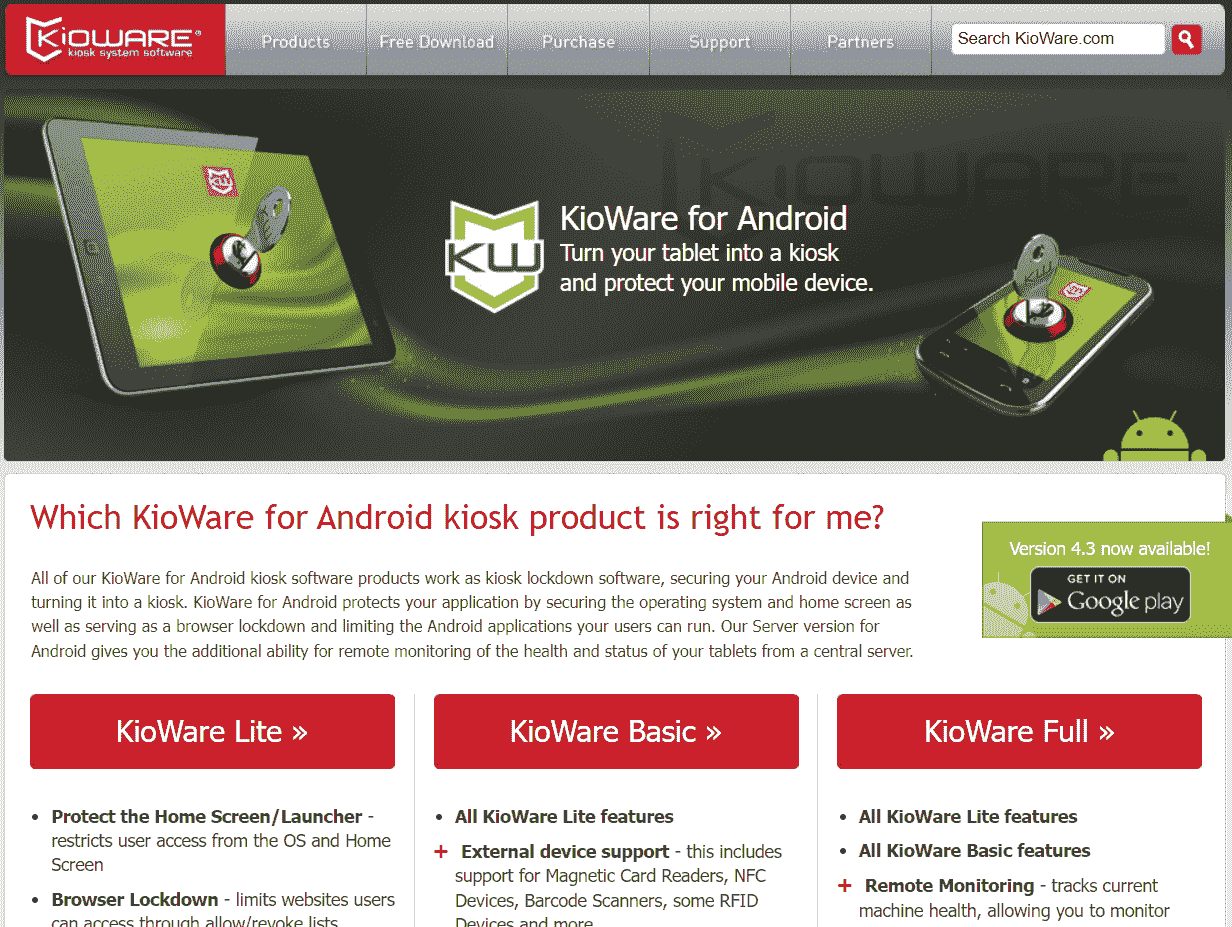 KIOWARE®
kiosk system software
Products
Free Download
Purchase
Support
Partners
Search KioWare.com
KIOWARE
KW
KioWare for Android
Turn your tablet into a kiosk
and protect your mobile device.
KW
Which KioWare for Android kiosk product is right for me?
Version 4.3 now available!
GET IT ON
Google play
All of our KioWare for Android kiosk software products work as kiosk lockdown software, securing your Android device and
turning it into a kiosk. KioWare for Android protects your application by securing the operating system and home screen as
well as serving as a browser lockdown and limiting the Android applications your users can run. Our Server version for
Android gives you the additional ability for remote monitoring of the health and status of your tablets from a central server.
KioWare Lite »
• Protect the Home Screen/Launcher -
restricts user access from the OS and Home
Screen
• Browser Lockdown - limits websites users
can access through allow/revoke lists
KioWare Basic »
• All KioWare Lite features
+ External device support - this includes
support for Magnetic Card Readers, NFC
Devices, Barcode Scanners, some RFID
Devices and more
KioWare Full »
• All KioWare Lite features
• All KioWare Basic features
+ Remote Monitoring - tracks current
machine health, allowing you to monitor